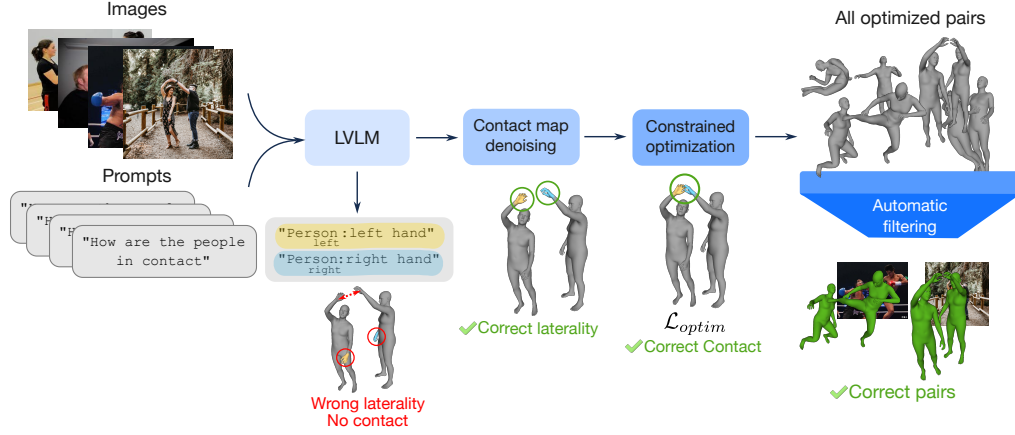 Images
Prompts
"How are the people
in contact"
LVLM
"Person:left hand"
left
"Person:right hand"
right
Wrong laterality
No contact
Contact map
denoising
Correct laterality
Constrained
optimization
ℒoptim
Correct Contact
All optimized pairs
Automatic
filtering
Correct pairs